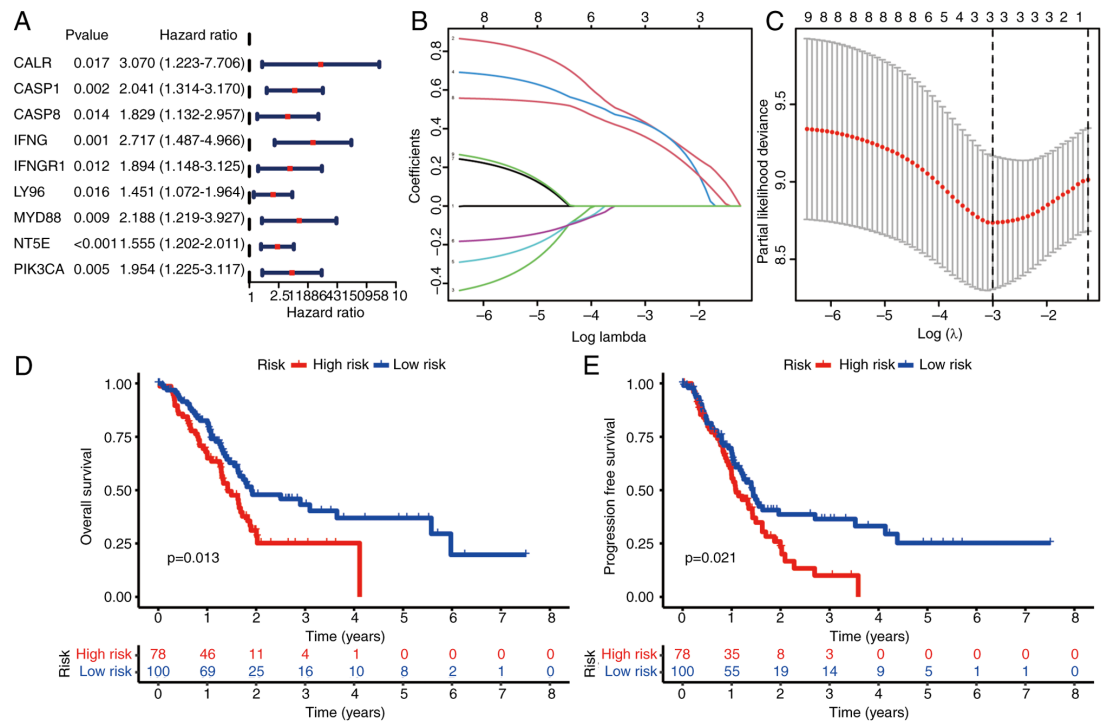 A
Pvalue Hazard ratio
CALR 0.017 3.070 (1.223-7.706)
CASP1 0.002 2.041 (1.314-3.170)
CASP8 0.014 1.829 (1.132-2.957)
IFNG 0.001 2.717 (1.487-4.966)
IFNGR1 0.012 1.894 (1.148-3.125)
LY96 0.016 1.451 (1.072-1.964)
MYD88 0.009 2.188 (1.219-3.927)
NT5E <0.001 1.555 (1.202-2.011)
PIK3CA 0.005 1.954 (1.225-3.117)
1 2.51188643150958 10
Hazard ratio
B
8 8 6 3 3
Coefficients
0.8
0.6
0.4
0.2
0.0
−0.2
−0.4
−6 −5 −4 −3 −2
Log lambda
C
9 8 8 8 8 8 8 8 6 5 4 3 3 3 3 3 3 2 1
Partial likelihood deviance
9.5
9.0
8.5
−6 −5 −4 −3 −2
Log (λ)
D
Risk High risk Low risk
Overall survival
1.00
0.75
0.50
0.25
0.00
p=0.013
0 1 2 3 4 5 6 7 8
Time (years)
Risk
High risk 78 46 11 4 1 0 0 0 0
Low risk 100 69 25 16 10 8 2 1 0
0 1 2 3 4 5 6 7 8
Time (years)
E
Risk High risk Low risk
Progression free survival
1.00
0.75
0.50
0.25
0.00
p=0.021
0 1 2 3 4 5 6 7 8
Time (years)
Risk
High risk 78 35 8 3 0 0 0 0 0
Low risk 100 55 19 14 9 5 1 1 0
0 1 2 3 4 5 6 7 8
Time (years)